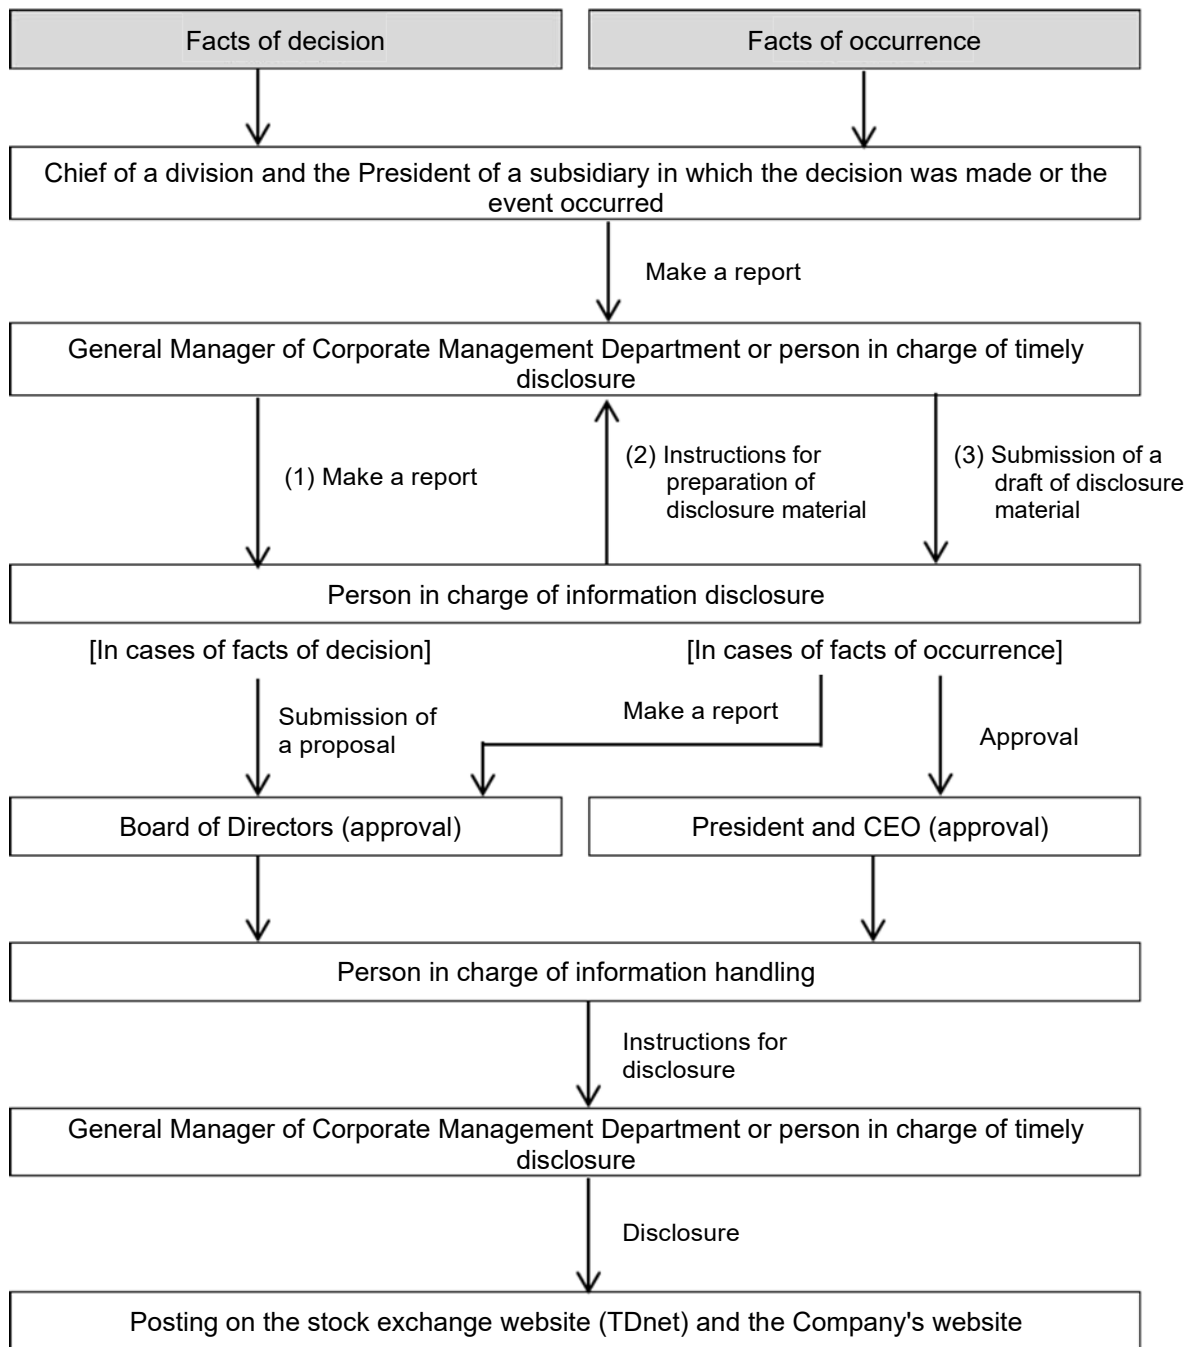 Facts of decision
Facts of occurrence
Chief of a division and the President of a subsidiary in which the decision was made or the
event occurred
Make a report
General Manager of Corporate Management Department or person in charge of timely
disclosure
(1) Make a report
(2) Instructions for
preparation of
disclosure material
(3) Submission of a
draft of disclosure
material
Person in charge of information disclosure
[In cases of facts of decision]
[In cases of facts of occurrence]
Submission of
a proposal
Make a report
Approval
Board of Directors (approval)
President and CEO (approval)
Person in charge of information handling
Instructions for
disclosure
General Manager of Corporate Management Department or person in charge of timely
disclosure
Disclosure
Posting on the stock exchange website (TDnet) and the Company's website